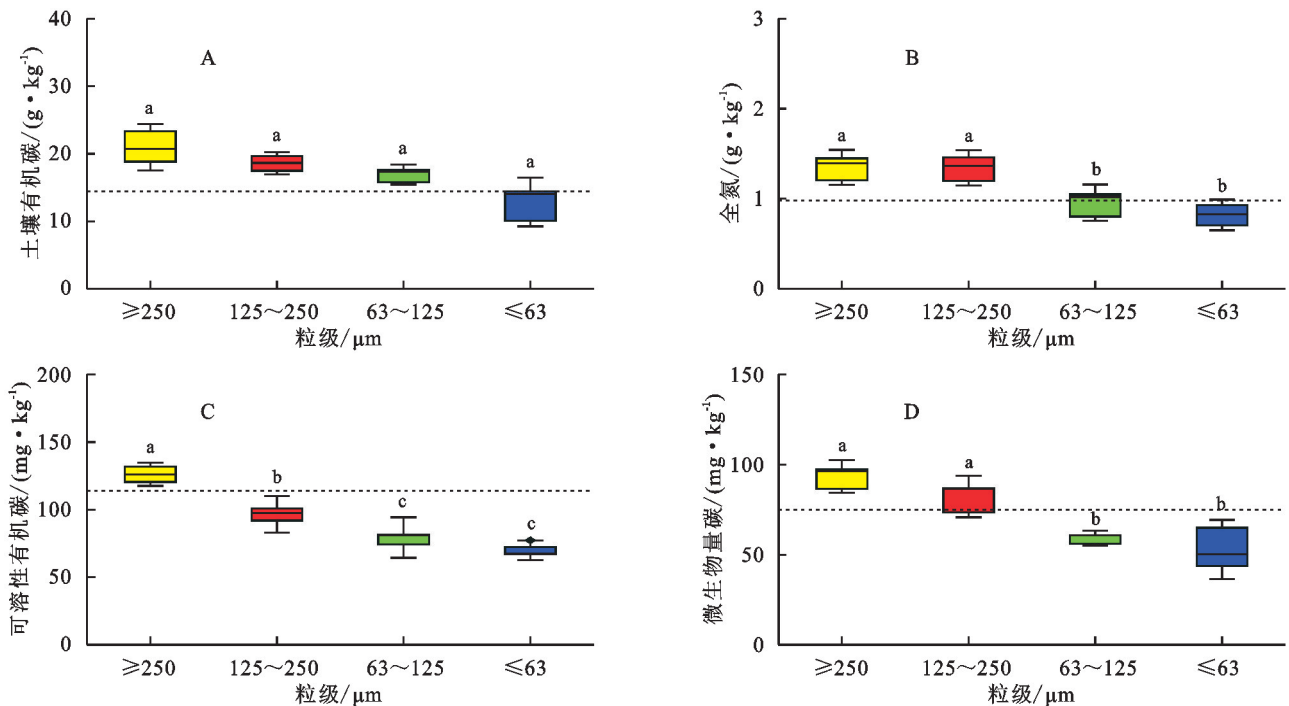 A
土壤有机碳/(g·kg⁻¹)
40
30
20
10
0
a
a
a
a
≥250
125～250
63～125
≤63
粒级/μm
B
全氮/(g·kg⁻¹)
3
2
1
0
a
a
b
b
≥250
125～250
63～125
≤63
粒级/μm
C
可溶性有机碳/(mg·kg⁻¹)
200
150
100
50
0
a
b
c
c
≥250
125～250
63～125
≤63
粒级/μm
D
微生物量碳/(mg·kg⁻¹)
150
100
50
0
a
a
b
b
≥250
125～250
63～125
≤63
粒级/μm